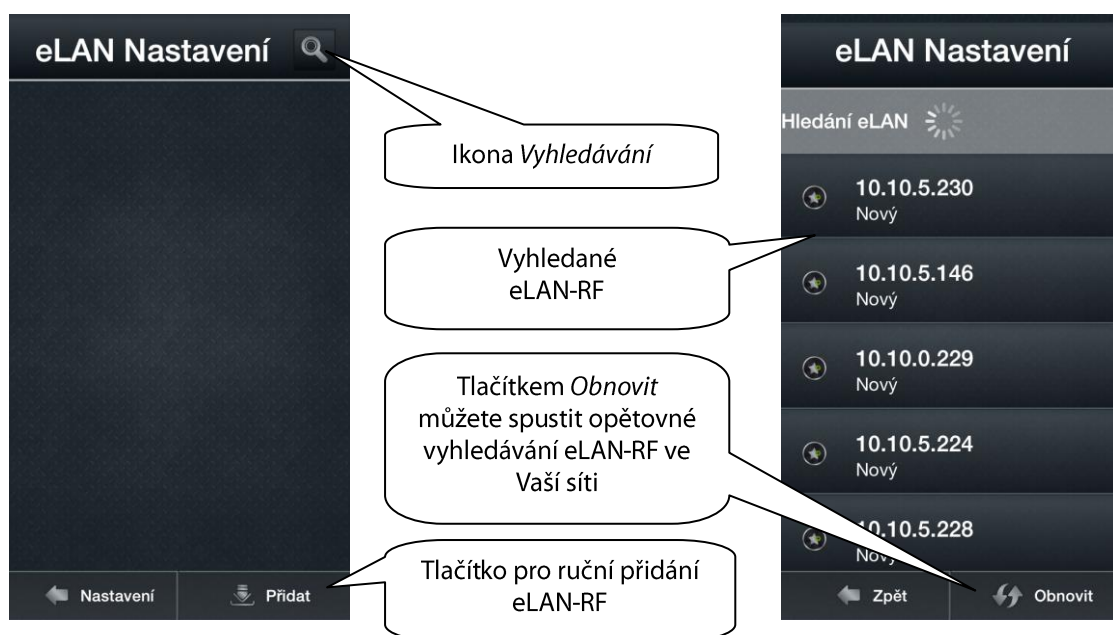 eLAN Nastavení
Ikona Vyhledávání
Vyhledané
eLAN-RF
Tlačítkem Obnovit
můžete spustit opětovné
vyhledávání eLAN-RF ve
Vaší síti
Tlačítko pro ruční přidání
eLAN-RF
Nastavení
Přidat
eLAN Nastavení
Hledání eLAN
10.10.5.230
Nový
10.10.5.146
Nový
10.10.0.229
Nový
10.10.5.224
Nový
10.10.5.228
Nový
Zpět
Obnovit